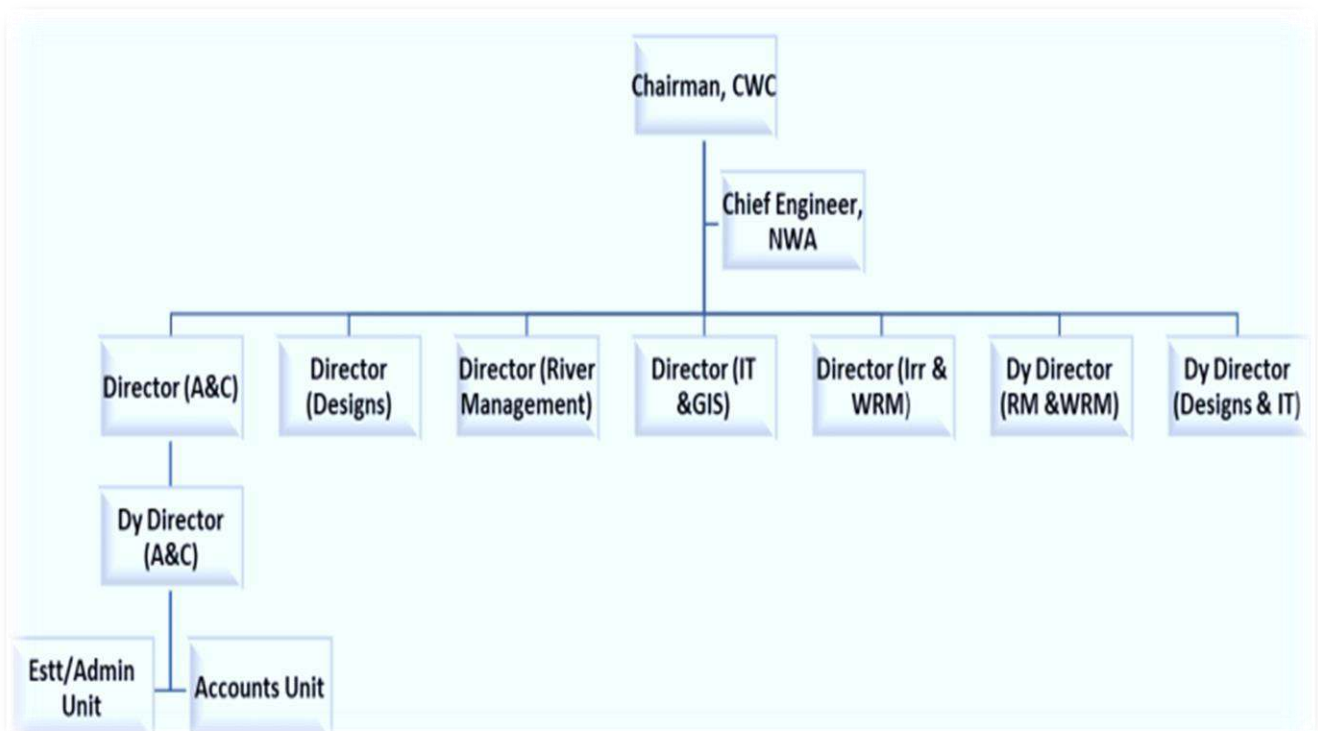 Chairman, CWC
Chief Engineer,
NWA
Director (A&C)
Director
(Designs)
Director (River
Management)
Director (IT
&GIS)
Director (Irr &
WRM)
Dy Director
(RM &WRM)
Dy Director
(Designs & IT)
Dy Director
(A&C)
Estt/Admin
Unit
Accounts Unit